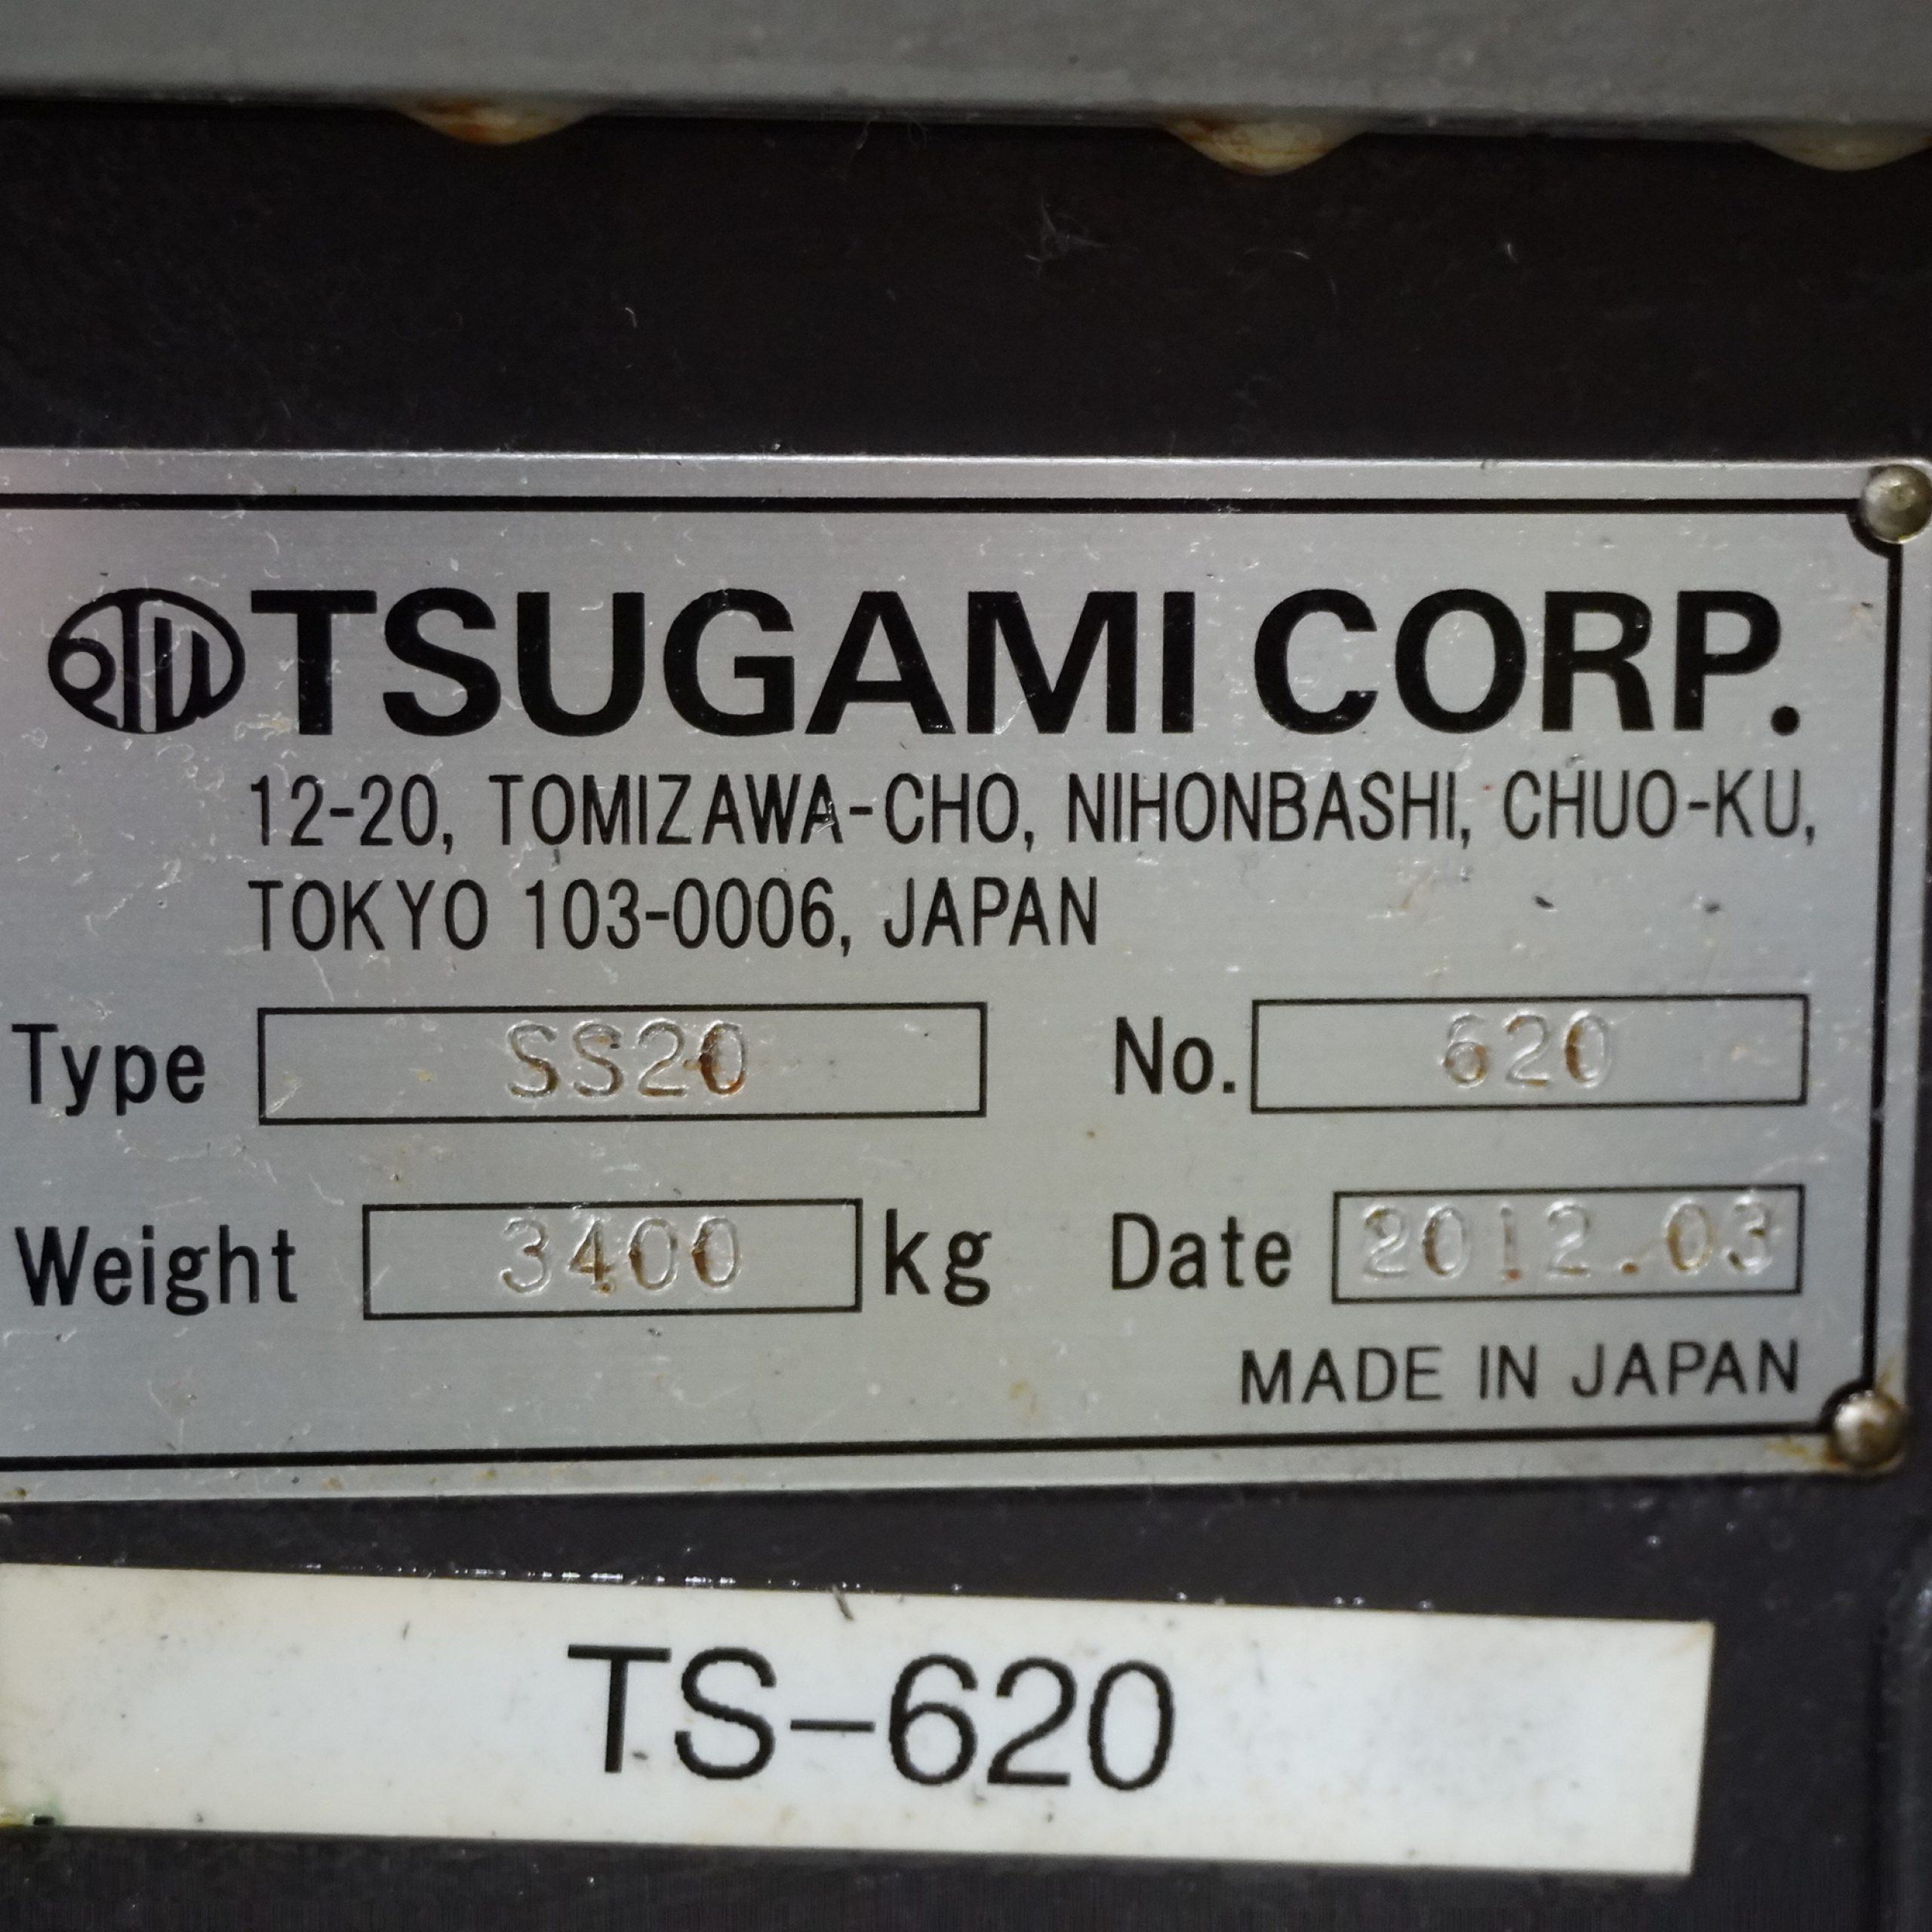 TSUGAMI CORP.
12-20, TOMIZAWA-CHO, NIHONBASHI, CHUO-KU,
TOKYO 103-0006, JAPAN
Type SS20 No. 620
Weight 3400 kg Date 2012.03
MADE IN JAPAN
TS-620